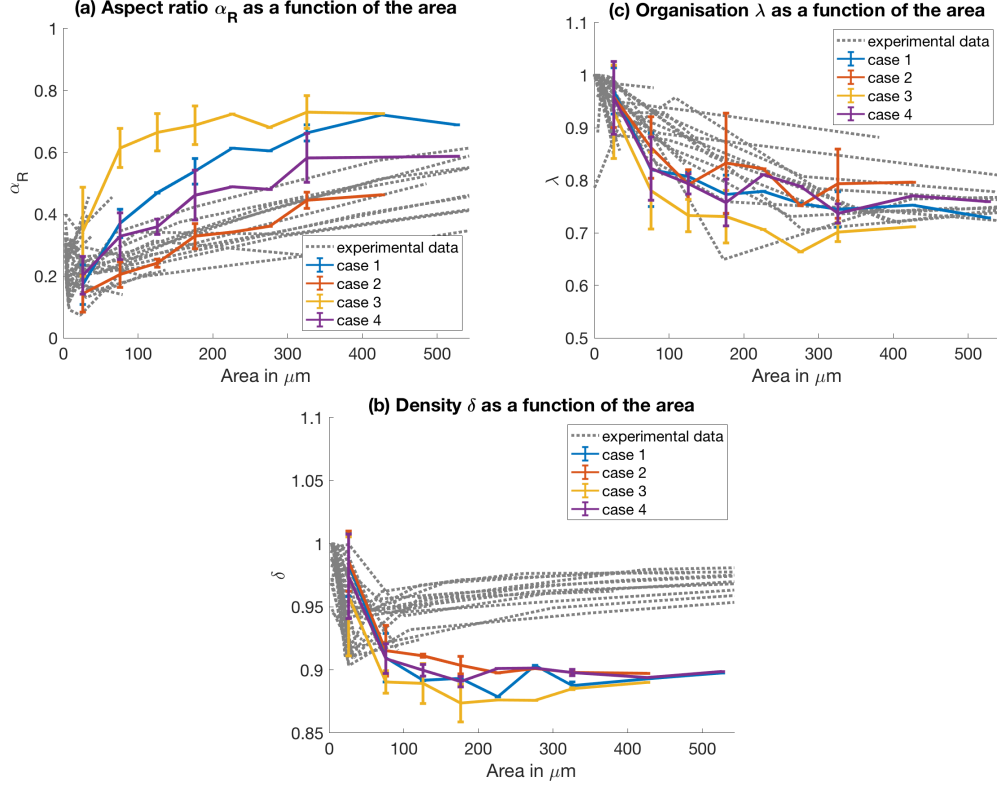 (a) Aspect ratio αR as a function of the area
1
0.8
0.6
0.4
0.2
0
αR
0 100 200 300 400 500
Area in μm
experimental data
case 1
case 2
case 3
case 4
(c) Organisation λ as a function of the area
1.1
1
0.9
0.8
0.7
0.6
0.5
λ
0 100 200 300 400 500
Area in μm
experimental data
case 1
case 2
case 3
case 4
(b) Density δ as a function of the area
1.1
1.05
1
0.95
0.9
0.85
δ
0 100 200 300 400 500
Area in μm
experimental data
case 1
case 2
case 3
case 4